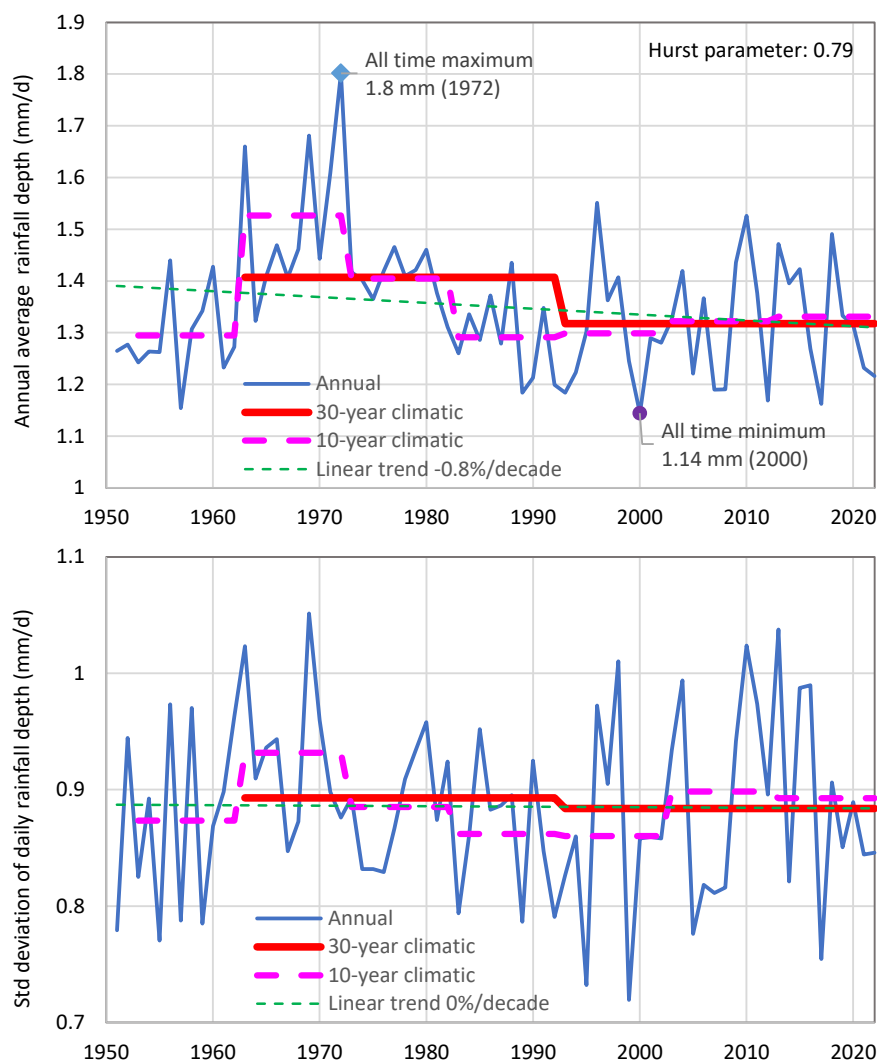 Annual average rainfall depth (mm/d)
1.9
1.8
1.7
1.6
1.5
1.4
1.3
1.2
1.1
1
All time maximum
1.8 mm (1972)
Hurst parameter: 0.79
Annual
30-year climatic
10-year climatic
Linear trend -0.8%/decade
All time minimum
1.14 mm (2000)
1950 1960 1970 1980 1990 2000 2010 2020
Std deviation of daily rainfall depth (mm/d)
1.1
1
0.9
0.8
0.7
Annual
30-year climatic
10-year climatic
Linear trend 0%/decade
1950 1960 1970 1980 1990 2000 2010 2020